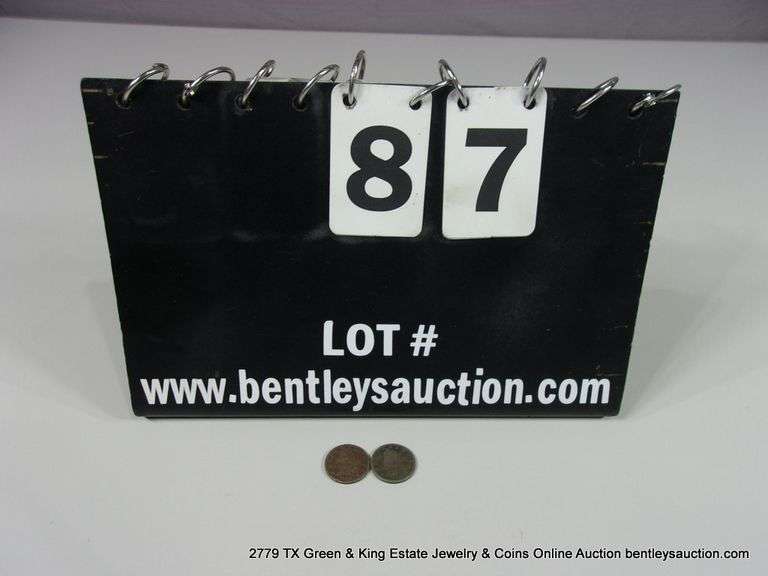 87
LOT #
www.bentleysauction.com
2779 TX Green & King Estate Jewelry & Coins Online Auction bentleysauction.com